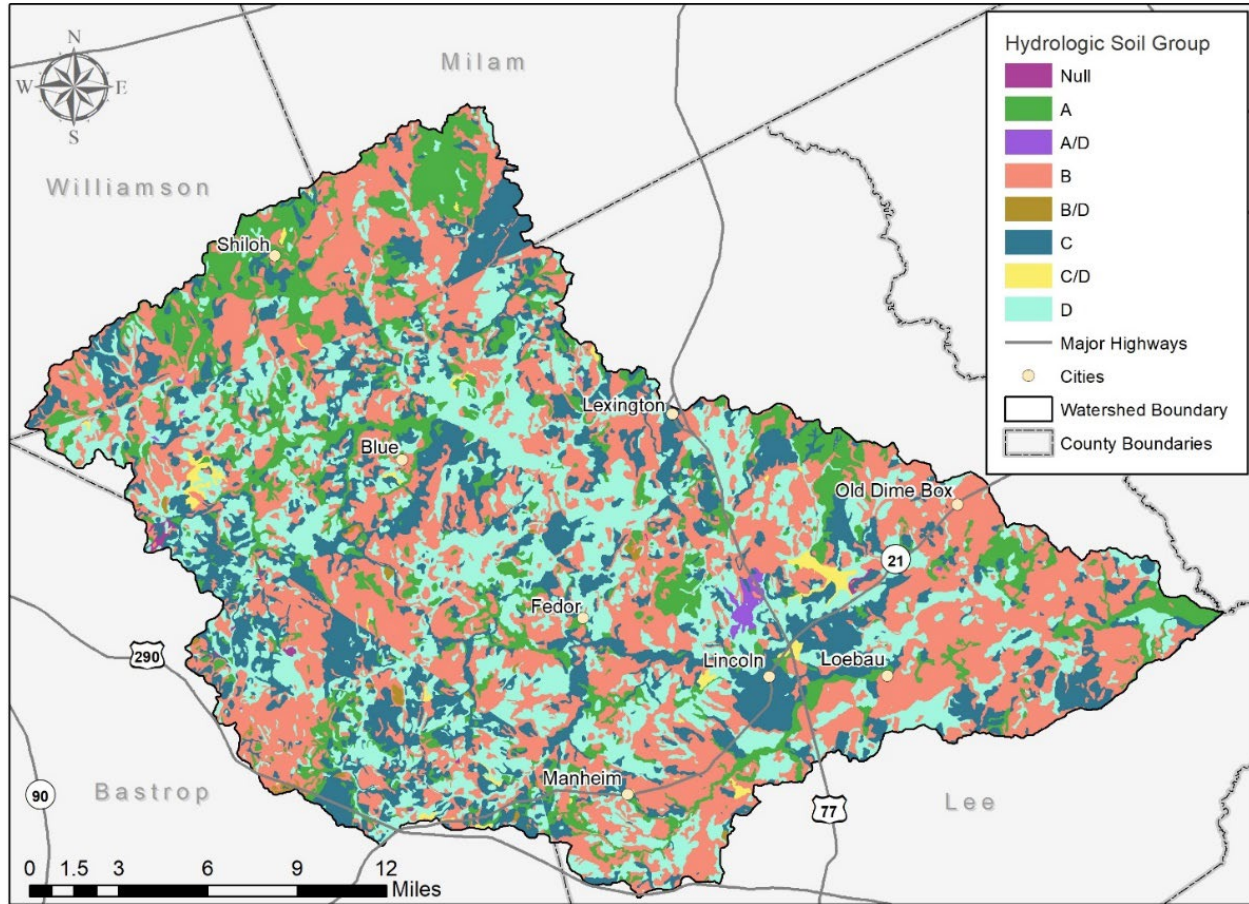 N
W E
S
Milam
Williamson
Shiloh
Lexington
Blue
Old Dime Box
21
Fedor
290
Lincoln
Loebau
Manheim
90
Bastrop
77
Lee
0 1.5 3 6 9 12
Miles
Hydrologic Soil Group
Null
A
A/D
B
B/D
C
C/D
D
Major Highways
Cities
Watershed Boundary
County Boundaries